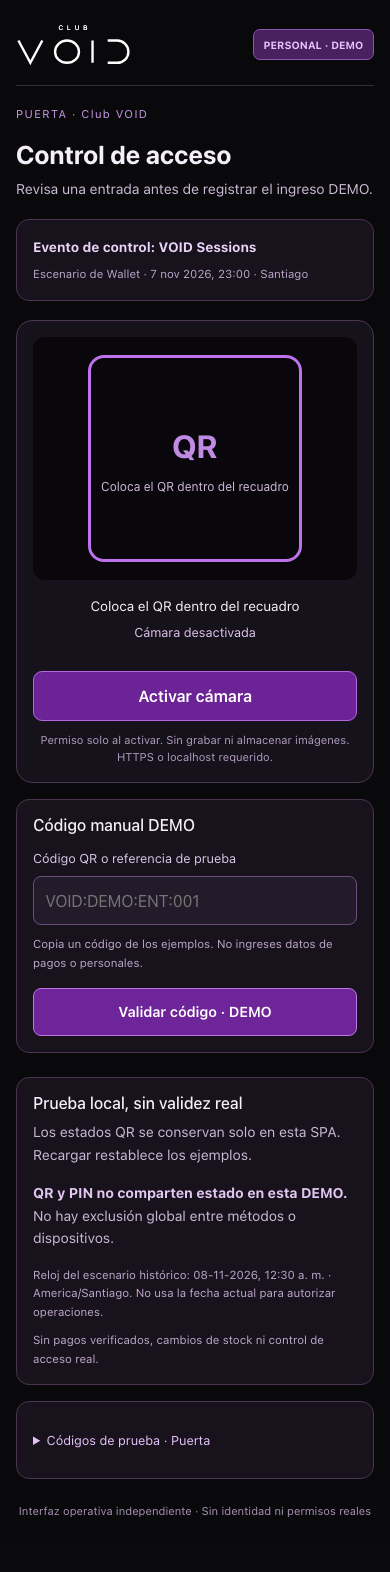 CLUB
VOID
PERSONAL · DEMO
PUERTA · Club VOID
Control de acceso
Revisa una entrada antes de registrar el ingreso DEMO.
Evento de control: VOID Sessions
Escenario de Wallet · 7 nov 2026, 23:00 · Santiago
QR
Coloca el QR dentro del recuadro
Coloca el QR dentro del recuadro
Cámara desactivada
Activar cámara
Permiso solo al activar. Sin grabar ni almacenar imágenes.
HTTPS o localhost requerido.
Código manual DEMO
Código QR o referencia de prueba
VOID:DEMO:ENT:001
Copia un código de los ejemplos. No ingreses datos de
pagos o personales.
Validar código · DEMO
Prueba local, sin validez real
Los estados QR se conservan solo en esta SPA.
Recargar restablece los ejemplos.
QR y PIN no comparten estado en esta DEMO.
No hay exclusión global entre métodos o
dispositivos.
Reloj del escenario histórico: 08-11-2026, 12:30 a. m. ·
America/Santiago. No usa la fecha actual para autorizar
operaciones.
Sin pagos verificados, cambios de stock ni control de
acceso real.
Códigos de prueba · Puerta
Interfaz operativa independiente · Sin identidad ni permisos reales